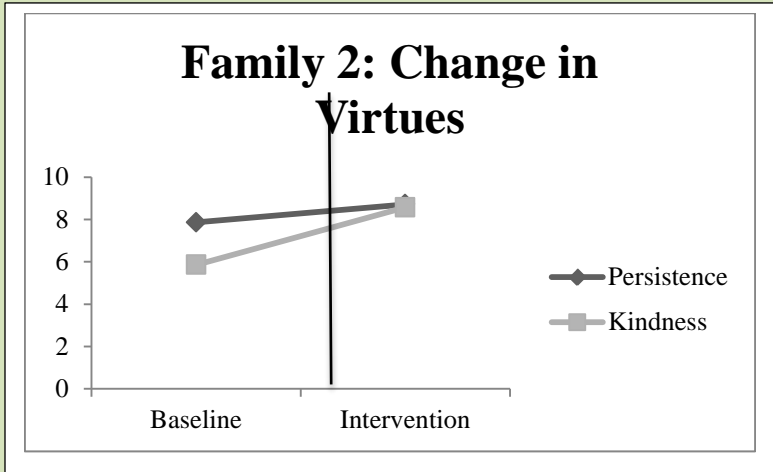 Family 2: Change in
Virtues
10
8
6
4
2
0
Baseline
Intervention
Persistence
Kindness